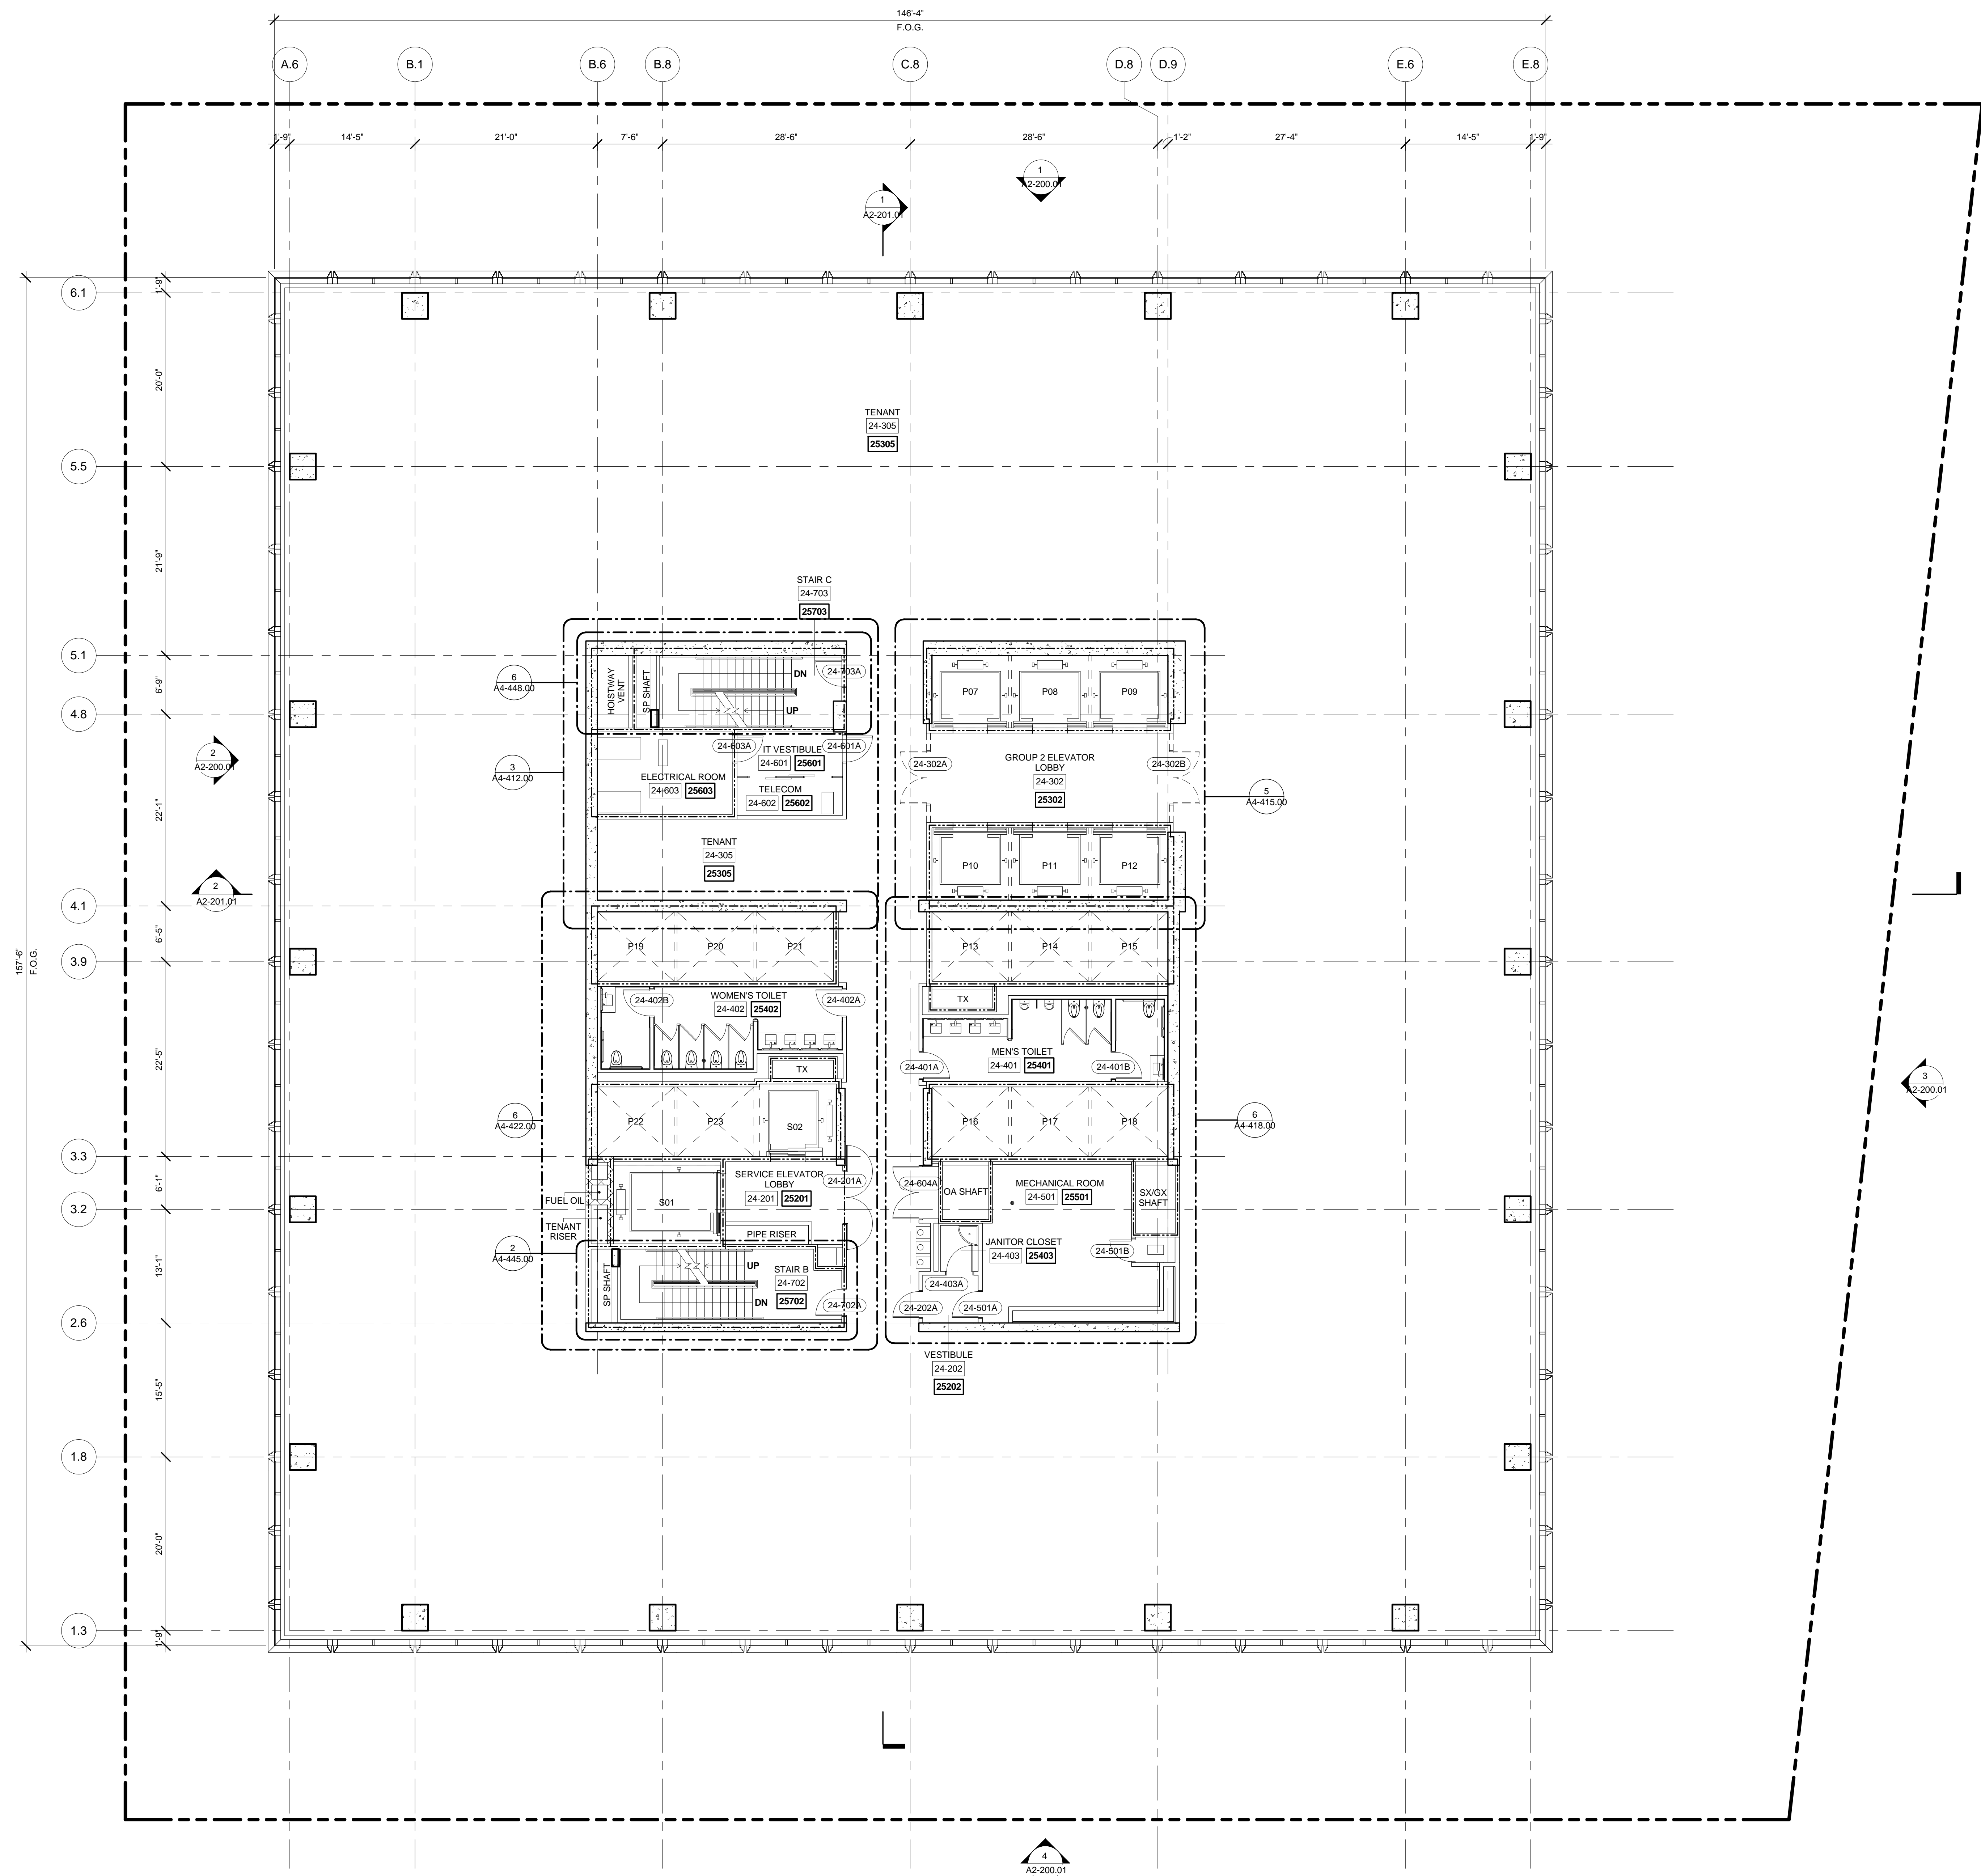 146'-4"
F.O.G.
A.6
B.1
B.6
B.8
C.8
D.8
D.9
E.6
E.8
1'-9"
14'-5"
21'-0"
7'-6"
28'-6"
28'-6"
1'-2"
27'-4"
14'-5"
1'-9"
1
A2-200.01
1
A2-201.01
6.1
1'-9"
20'-0"
TENANT
24-305
25305
5.5
21'-9"
STAIR C
24-703
25703
5.1
6'-9"
6
A4-448.00
HOISTWAY
VENT
SP SHAFT
DN
UP
24-703A
P07
P08
P09
4.8
2
A2-200.01
3
A4-412.00
24-603A
24-601A
IT VESTIBULE
24-601
25601
ELECTRICAL ROOM
24-603
25603
TELECOM
24-602
25602
24-302A
GROUP 2 ELEVATOR
LOBBY
24-302
25302
24-302B
5
A4-415.00
22'-1"
TENANT
24-305
25305
P10
P11
P12
2
A2-201.01
4.1
6'-5"
157'-6"
F.O.G.
3.9
P19
P20
P21
P13
P14
P15
24-402B
WOMEN'S TOILET
24-402
25402
24-402A
TX
22'-5"
MEN'S TOILET
24-401
25401
24-401A
24-401B
TX
3
A2-200.01
6
A4-422.00
P22
P23
S02
P16
P17
P18
6
A4-418.00
3.3
6'-1"
SERVICE ELEVATOR
LOBBY
24-201
25201
24-201A
24-604A
OA SHAFT
MECHANICAL ROOM
24-501
25501
SX/GX
SHAFT
FUEL OIL
S01
3.2
TENANT
RISER
PIPE RISER
2
A4-445.00
JANITOR CLOSET
24-403
25403
24-501B
13'-1"
SP SHAFT
UP
DN
STAIR B
24-702
25702
24-702A
24-403A
24-202A
24-501A
2.6
VESTIBULE
24-202
25202
15'-5"
1.8
20'-0"
1.3
1'-9"
4
A2-200.01